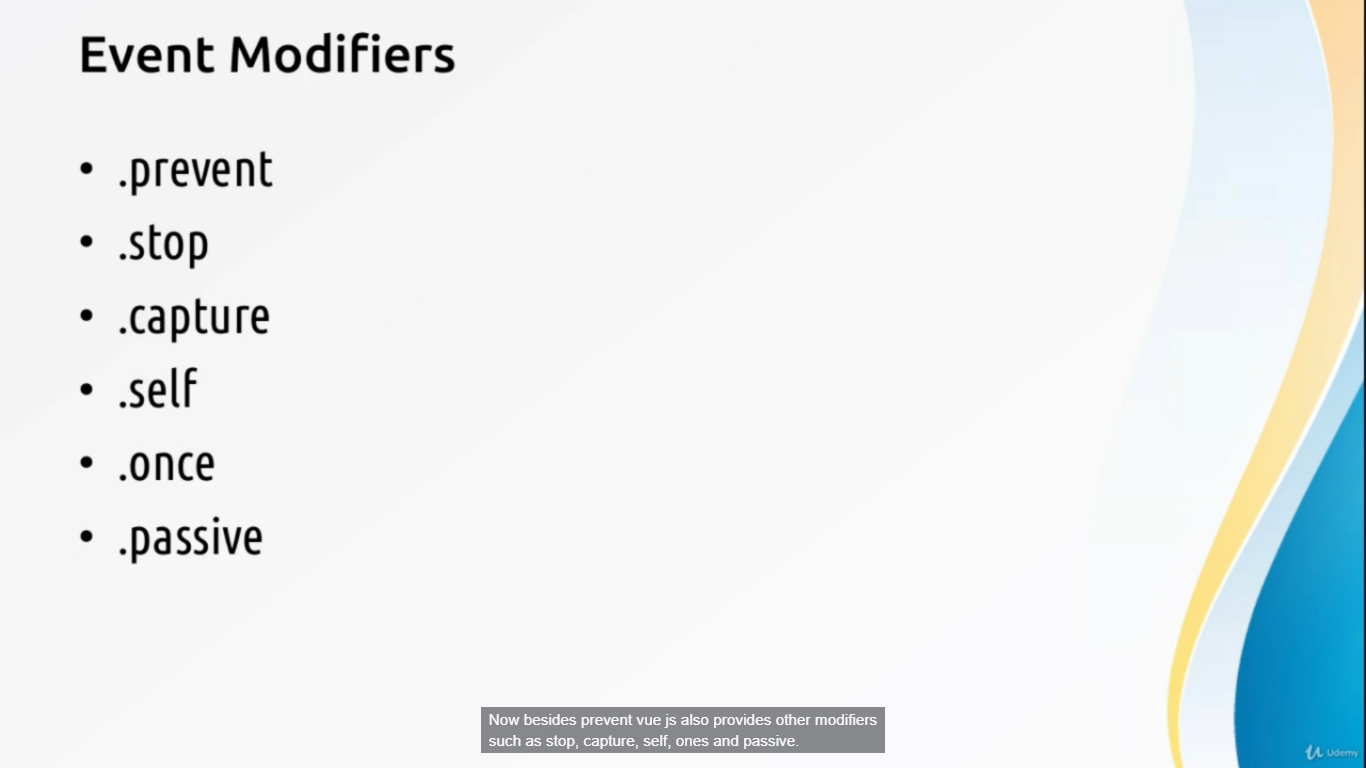 Event Modifiers
• .prevent
• .stop
• .capture
• .self
• .once
• .passive
Now besides prevent vue js also provides other modifiers
such as stop, capture, self, ones and passive.
Udemy